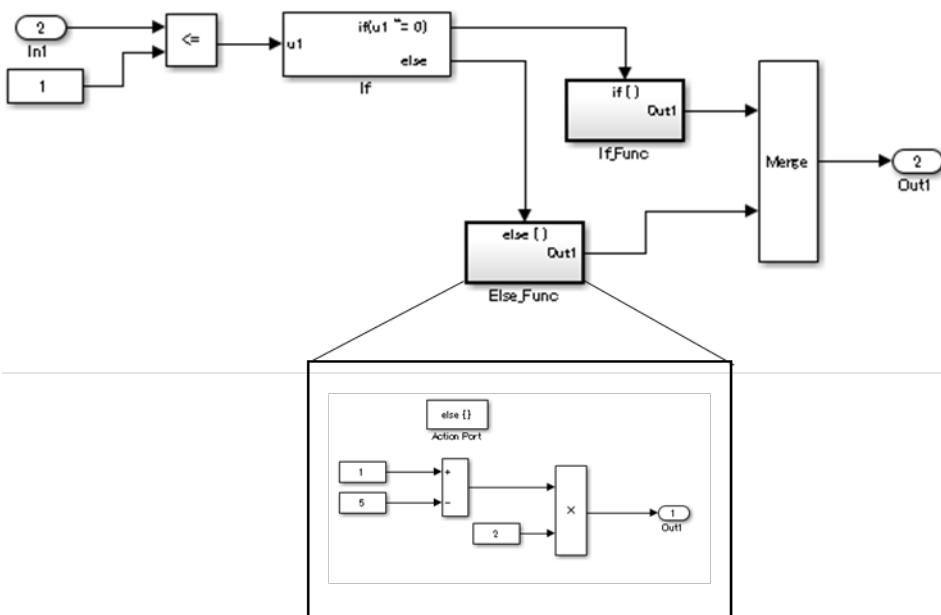 2
In1
1
<=
u1
if(u1 ~= 0)
else
If
if { }
Out1
If_Func
else { }
Out1
Else_Func
Merge
2
Out1
else {}
Action Port
1
5
+
-
2
×
1
Out1